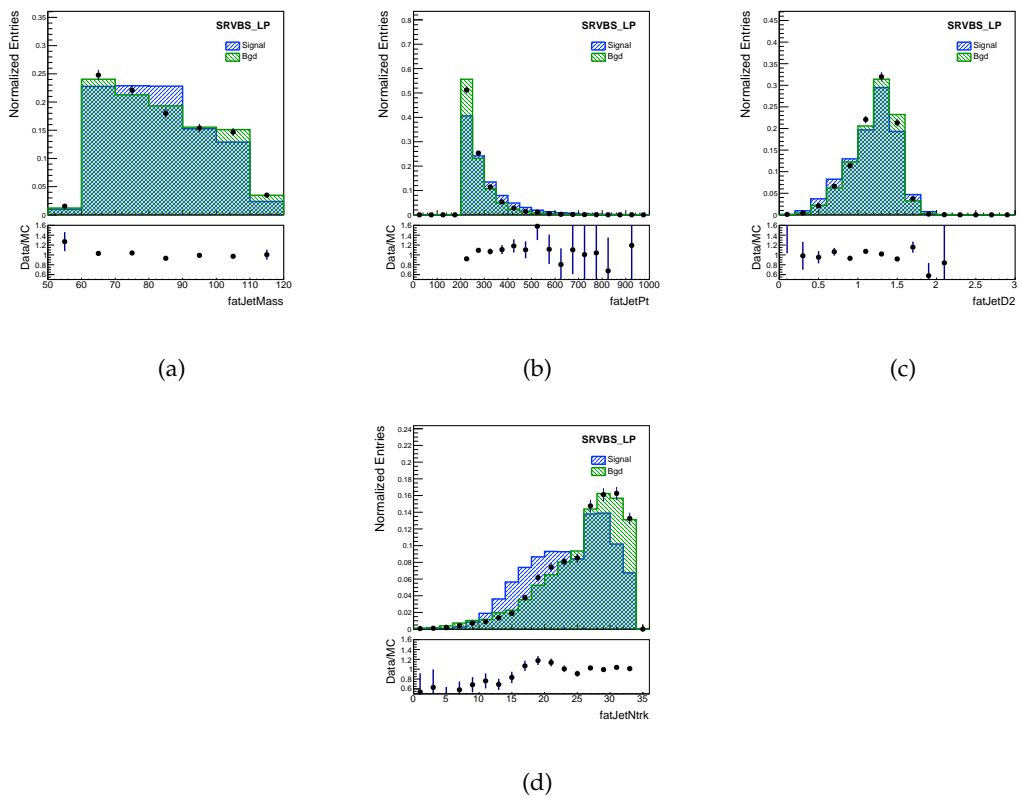 SRVBS_LP
Normalized Entries
Signal
Bgd
0.35
0.3
0.25
0.2
0.15
0.1
0.05
0
Data/MC
1.6
1.4
1.2
1
0.8
0.6
50 60 70 80 90 100 110 120
fatJetMass
(a)
SRVBS_LP
Normalized Entries
Signal
Bgd
0.8
0.7
0.6
0.5
0.4
0.3
0.2
0.1
0
Data/MC
1.6
1.4
1.2
1
0.8
0.6
0 100 200 300 400 500 600 700 800 900 1000
fatJetPt
(b)
SRVBS_LP
Normalized Entries
Signal
Bgd
0.45
0.4
0.35
0.3
0.25
0.2
0.15
0.1
0.05
0
Data/MC
1.6
1.4
1.2
1
0.8
0.6
0 0.5 1 1.5 2 2.5 3
fatJetD2
(c)
SRVBS_LP
Normalized Entries
Signal
Bgd
0.24
0.22
0.2
0.18
0.16
0.14
0.12
0.1
0.08
0.06
0.04
0.02
0
Data/MC
1.6
1.4
1.2
1
0.8
0.6
0 5 10 15 20 25 30 35
fatJetNtrk
(d)